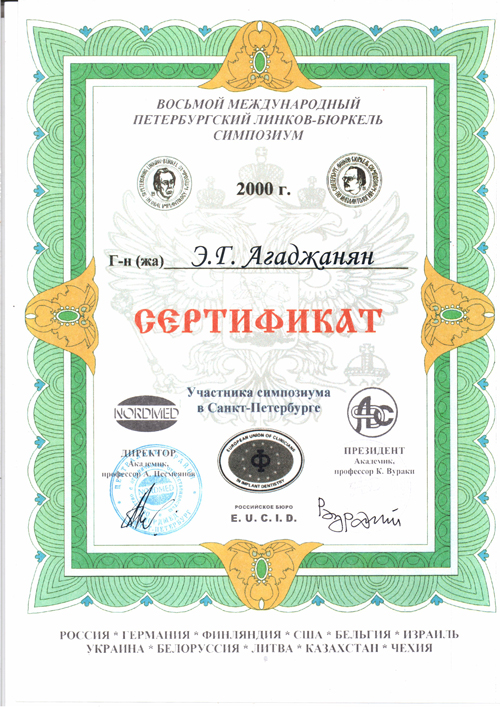 ВОСЬМОЙ МЕЖДУНАРОДНЫЙ
ПЕТЕРБУРГСКИЙ ЛИНКОВ-БЮРКЕЛЬ
СИМПОЗИУМ
2000 г.
Г-н (жа) Э.Г. Агаджанян
СЕРТИФИКАТ
Участника симпозиума
в Санкт-Петербурге
NORDMED
ДИРЕКТОР
Академик,
профессор А. Несмеянов
EUROPEAN UNION OF CLINICIANS
IN IMPLANT DENTISTRY
РОССИЙСКОЕ БЮРО
E. U. C. I. D.
ПРЕЗИДЕНТ
Академик,
профессор К. Вураки
РОССИЯ * ГЕРМАНИЯ * ФИНЛЯНДИЯ * США * БЕЛЬГИЯ * ИЗРАИЛЬ
УКРАИНА * БЕЛОРУССИЯ * ЛИТВА * КАЗАХСТАН * ЧЕХИЯ